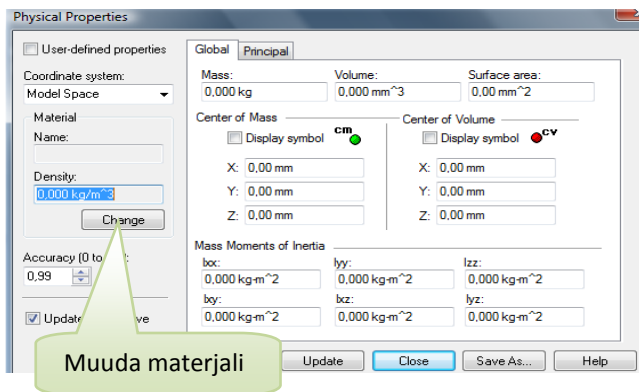 Physical Properties
User-defined properties
Coordinate system:
Model Space
Material
Name:
Density:
0,000 kg/m^3
Change
Accuracy (0 to
0,99
Global Principal
Mass: Volume: Surface area:
0,000 kg 0,000 mm^3 0,00 mm^2
Center of Mass Center of Volume
Display symbol cm Display symbol cv
X: 0,00 mm X: 0,00 mm
Y: 0,00 mm Y: 0,00 mm
Z: 0,00 mm Z: 0,00 mm
Mass Moments of Inertia
Ixx: Iyy: Izz:
0,000 kg-m^2 0,000 kg-m^2 0,000 kg-m^2
Ixy: Ixz: Iyz:
0,000 kg-m^2 0,000 kg-m^2 0,000 kg-m^2
Muuda materjali
Update Close Save As... Help